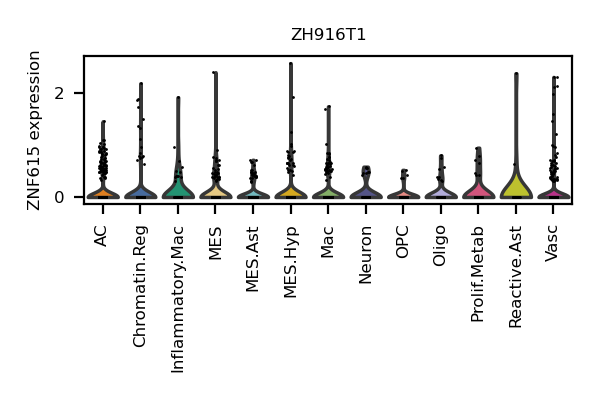 ZH916T1
ZNF615 expression
2
0
AC
Chromatin.Reg
Inflammatory.Mac
MES
MES.Ast
MES.Hyp
Mac
Neuron
OPC
Oligo
Prolif.Metab
Reactive.Ast
Vasc